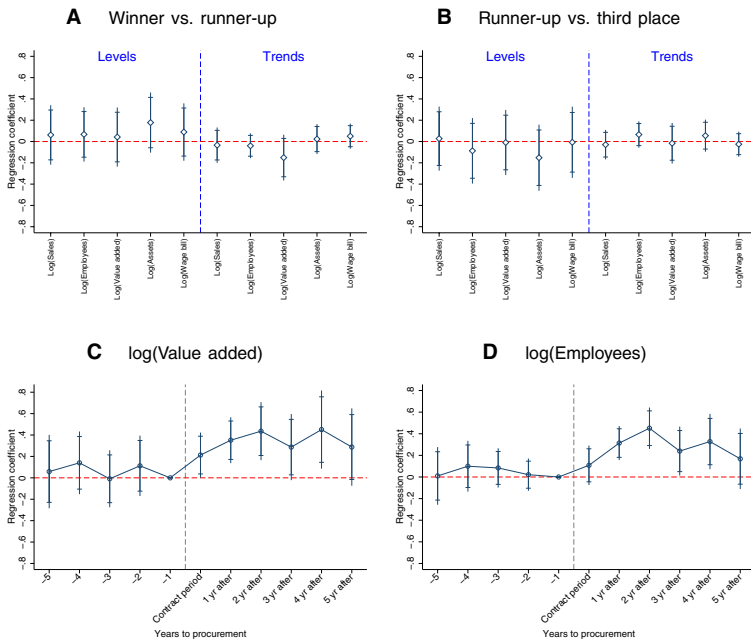 A Winner vs. runner-up
Levels
Trends
Regression coefficient
.8
.6
.4
.2
0
-.2
-.4
-.6
-.8
Log(Sales)
Log(Employees)
Log(Value added)
Log(Assets)
Log(Wage bill)
Log(Sales)
Log(Employees)
Log(Value added)
Log(Assets)
Log(Wage bill)
B Runner-up vs. third place
Levels
Trends
Regression coefficient
.8
.6
.4
.2
0
-.2
-.4
-.6
-.8
Log(Sales)
Log(Employees)
Log(Value added)
Log(Assets)
Log(Wage bill)
Log(Sales)
Log(Employees)
Log(Value added)
Log(Assets)
Log(Wage bill)
C log(Value added)
Regression coefficient
.8
.6
.4
.2
0
-.2
-.4
-.6
-.8
-5
-4
-3
-2
-1
Contract period
1 yr after
2 yr after
3 yr after
4 yr after
5 yr after
Years to procurement
D log(Employees)
Regression coefficient
.8
.6
.4
.2
0
-.2
-.4
-.6
-.8
-5
-4
-3
-2
-1
Contract period
1 yr after
2 yr after
3 yr after
4 yr after
5 yr after
Years to procurement